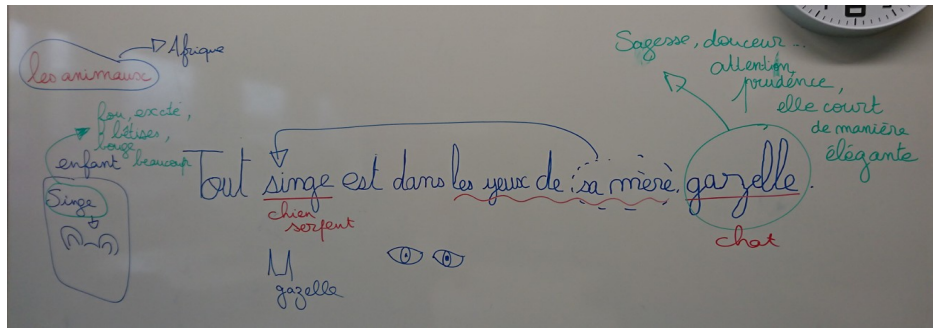 Afrique
les animaux
fou, excité,
bêtises,
bouge
beaucoup
enfant
Singe
Tout singe est dans les yeux de sa mère gazelle.
chien
serpent
chat
gazelle
Sagesse, douceur...
attention,
prudence,
elle court
de manière
élégante